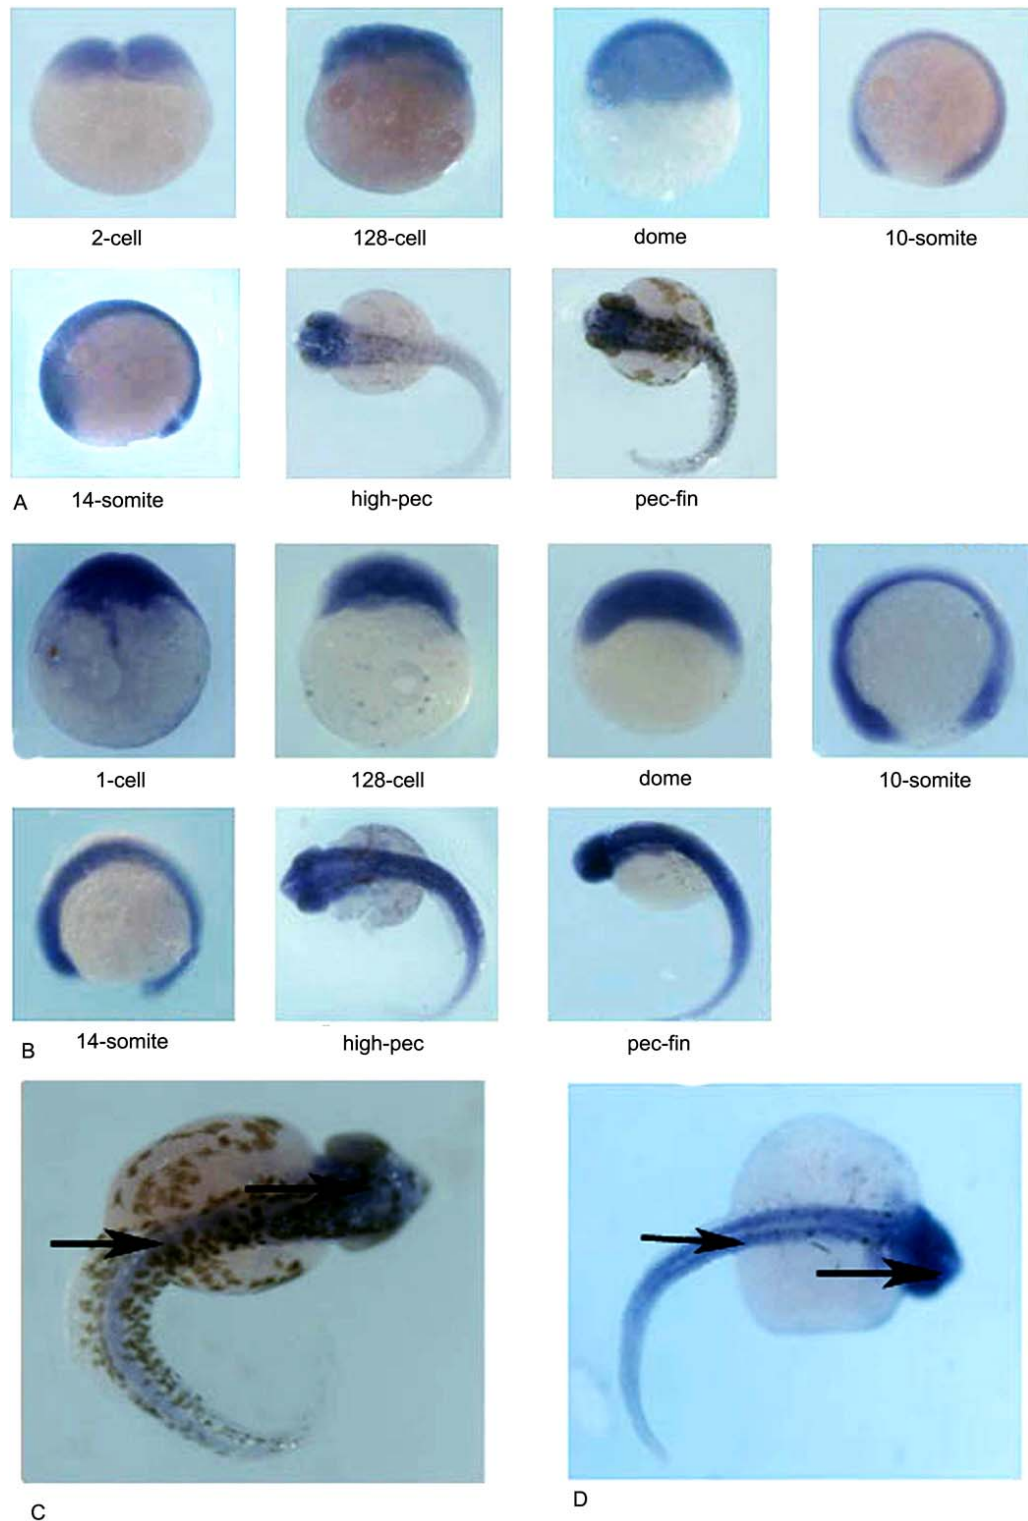 2-cell 128-cell dome 10-somite
A 14-somite high-pec pec-fin
1-cell 128-cell dome 10-somite
B 14-somite high-pec pec-fin
C D